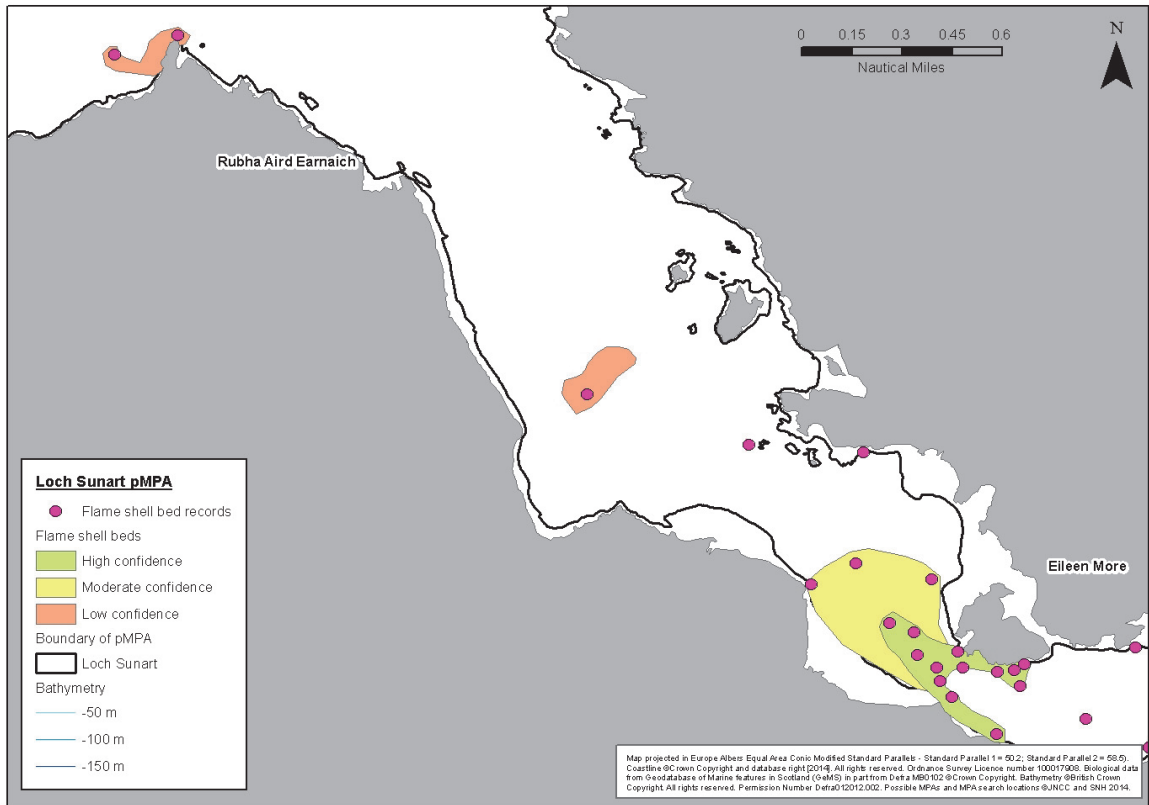 0 0.15 0.3 0.45 0.6
Nautical Miles
N
Rubha Aird Earnaich
Eileen More
Loch Sunart pMPA
Flame shell bed records
Flame shell beds
High confidence
Moderate confidence
Low confidence
Boundary of pMPA
Loch Sunart
Bathymetry
-50 m
-100 m
-150 m
Map projected in Europe Albers Equal Area Conic Modified Standard Parallels - Standard Parallel 1 = 50.2; Standard Parallel 2 = 58.5).
Coastline ©Crown Copyright and database right [2014]. All rights reserved. Ordnance Survey Licence number 100017908. Biological data
from Geodatabase of Marine features in Scotland (GeMS) in part from Defra MB0102 ©Crown Copyright. Bathymetry ©British Crown
Copyright. All rights reserved. Permission Number Defra012012.002. Possible MPAs and MPA search locations ©JNCC and SNH 2014.